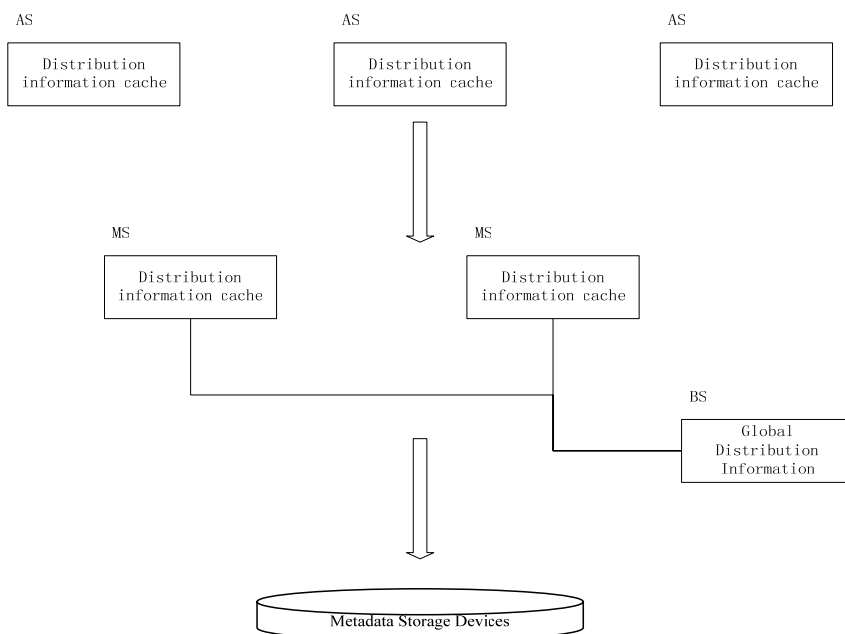 AS
AS
AS
Distribution
information cache
Distribution
information cache
Distribution
information cache
MS
MS
Distribution
information cache
Distribution
information cache
BS
Global
Distribution
Information
Metadata Storage Devices